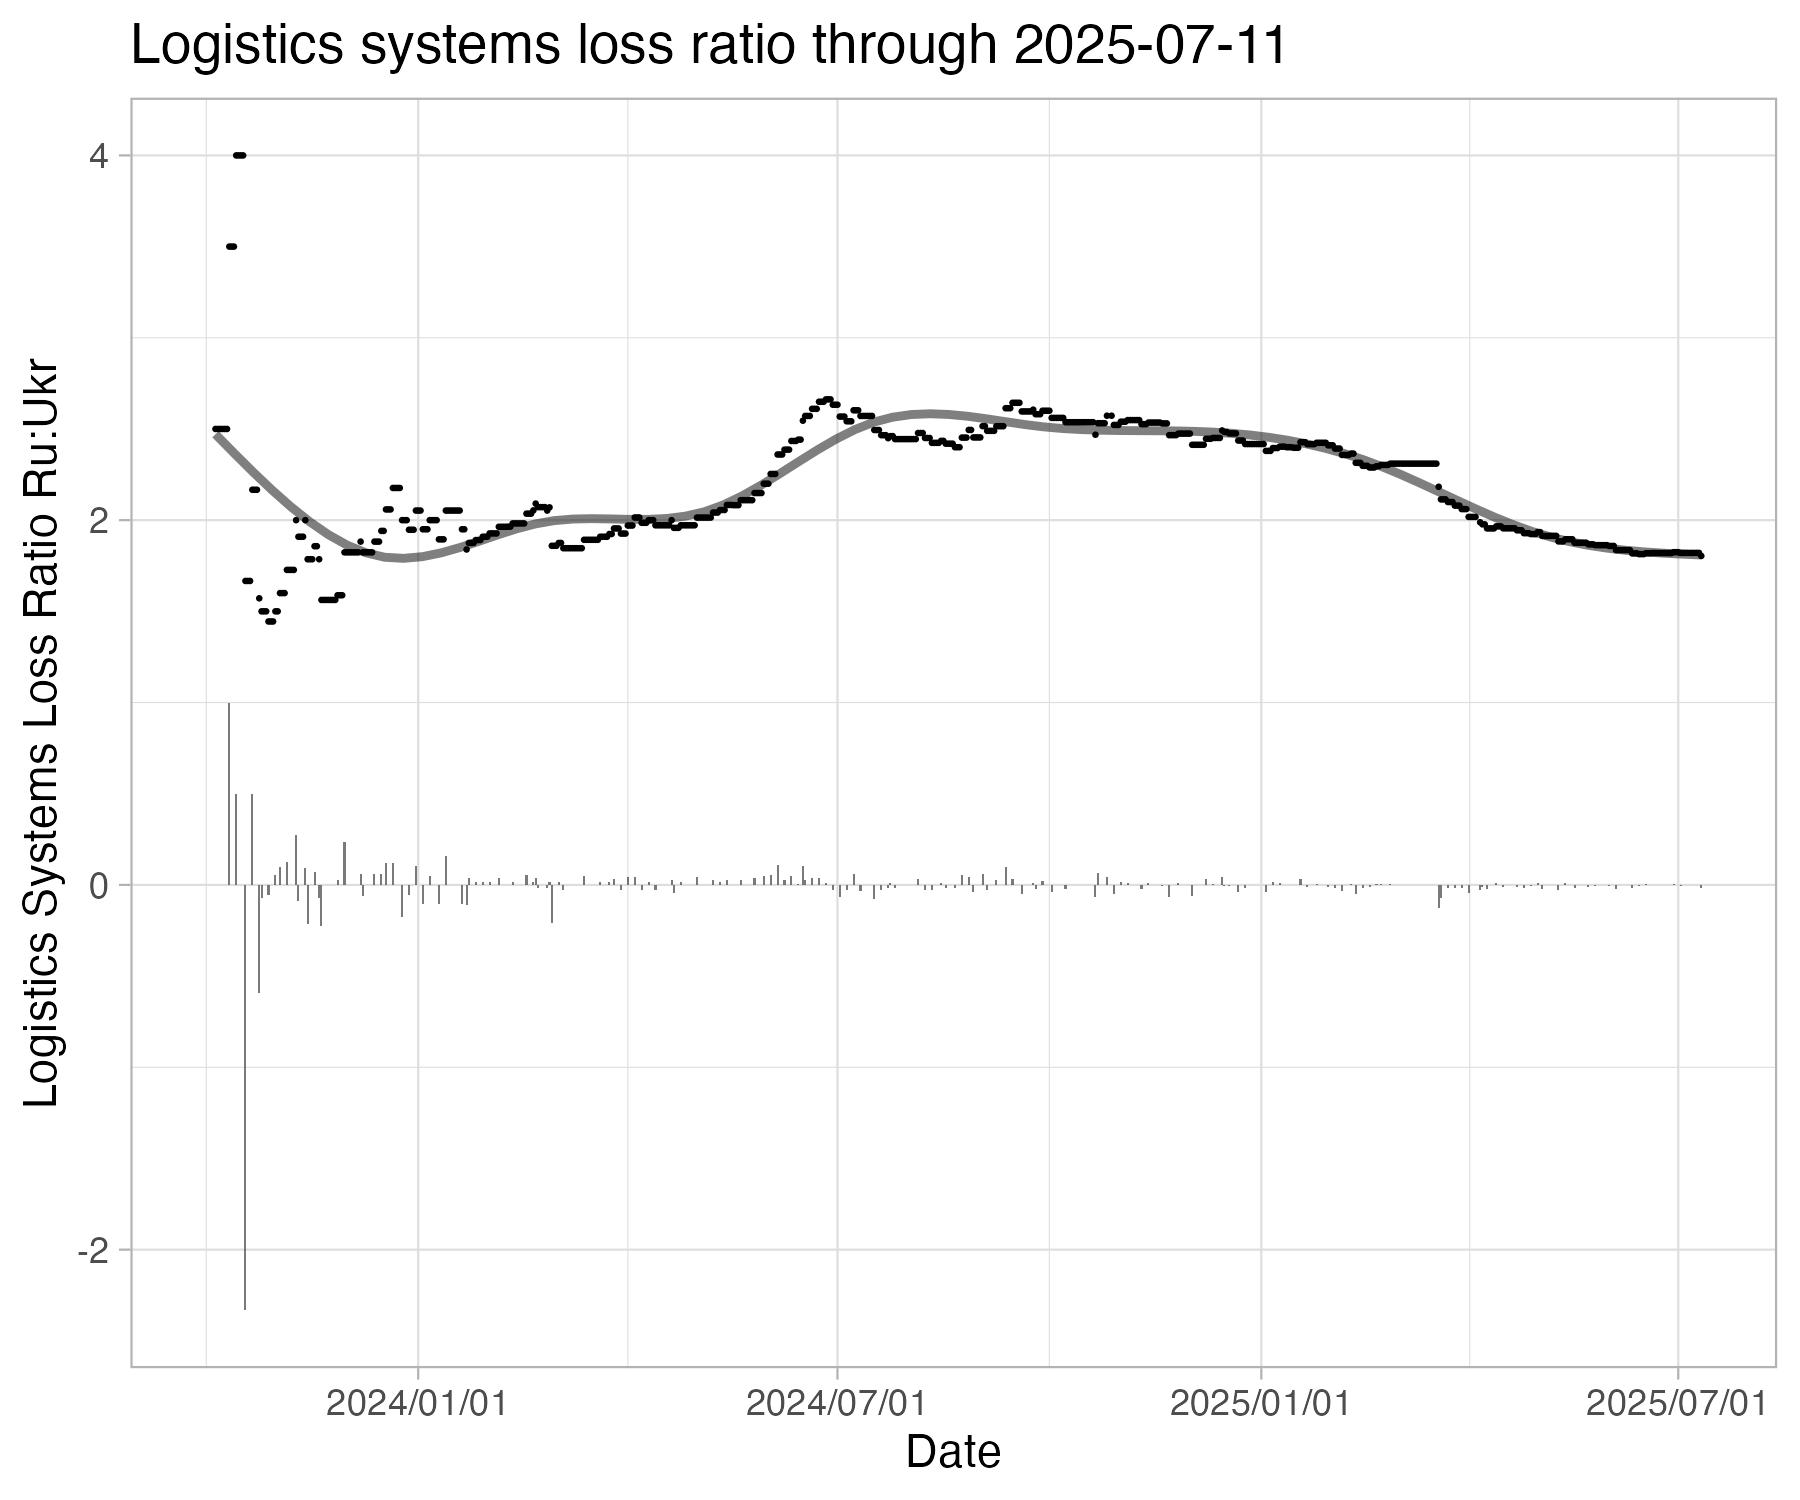 Logistics systems loss ratio through 2025-07-11
Logistics Systems Loss Ratio Ru:Ukr
4
2
0
-2
2024/01/01
2024/07/01
2025/01/01
2025/07/01
Date